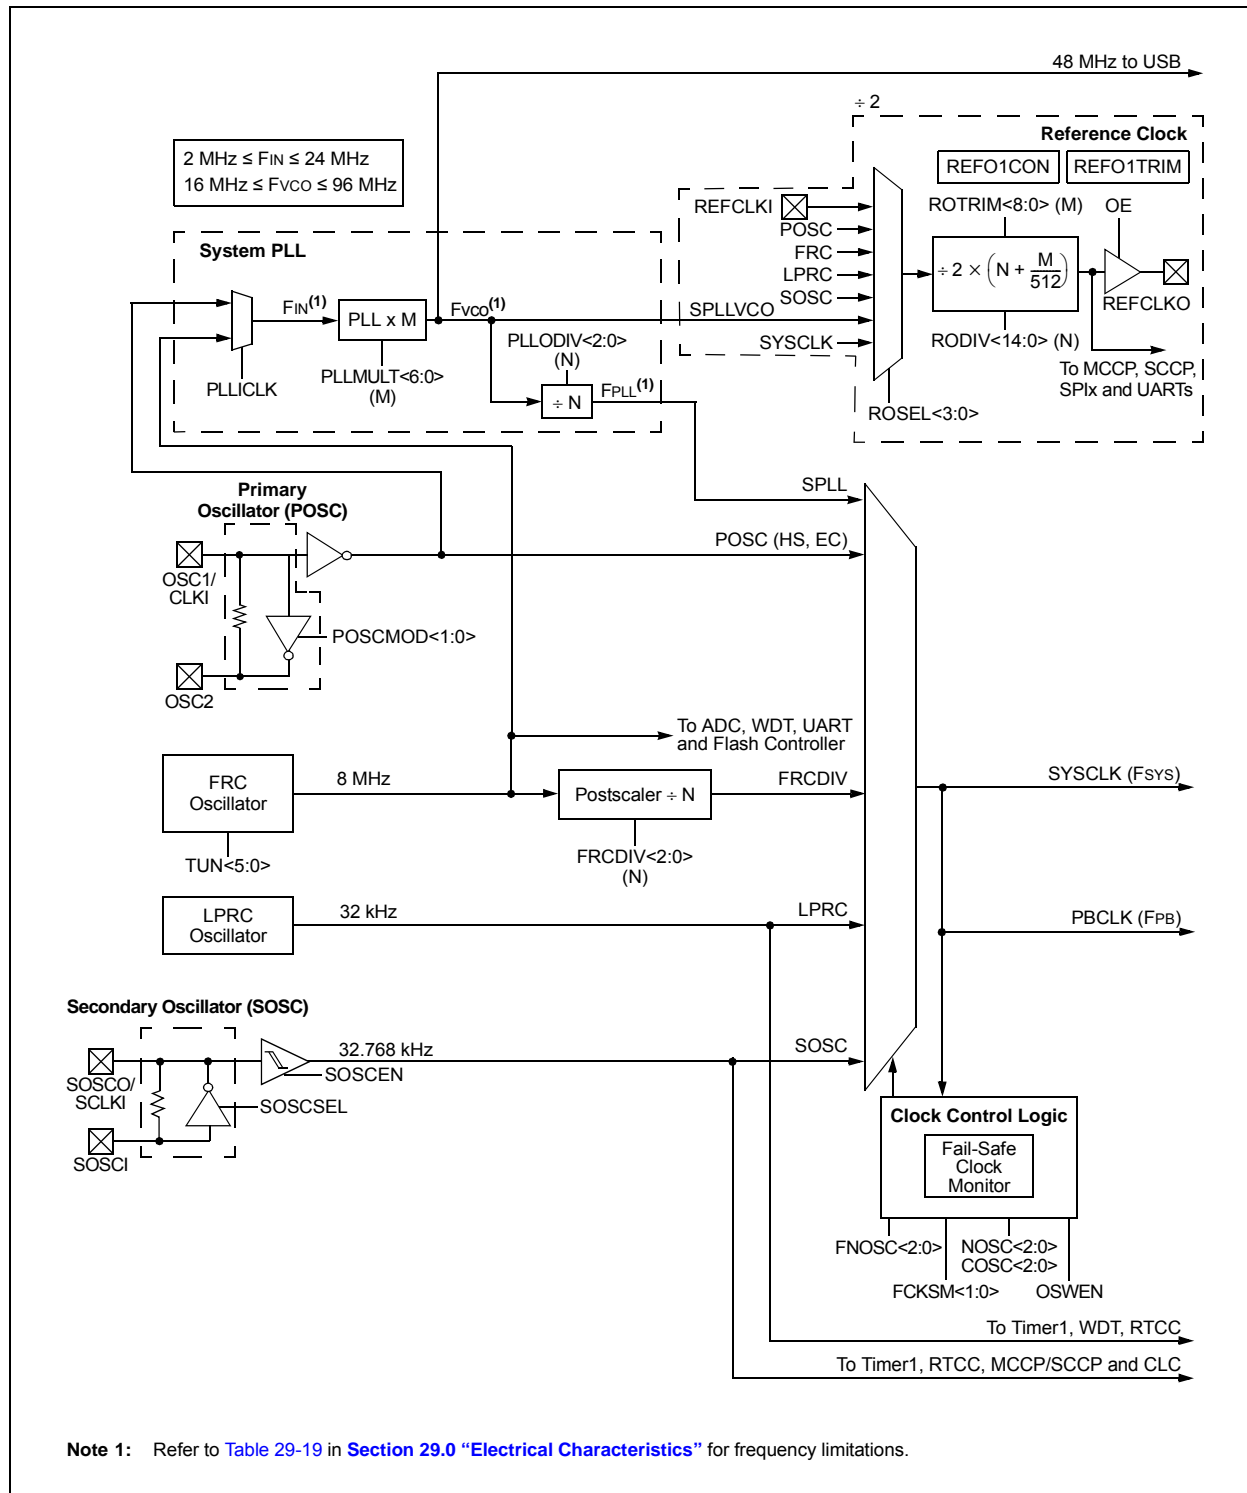 48 MHz to USB
÷ 2
Reference Clock
2 MHz ≤ FIN ≤ 24 MHz
16 MHz ≤ FVCO ≤ 96 MHz
REFO1CON
REFO1TRIM
REFCLKI
ROTRIM<8:0> (M)
OE
POSC
FRC
LPRC
SOSC
÷ 2 × (N + M/512)
REFCLKO
System PLL
FIN(1)
PLL x M
FVCO(1)
SPLLVCO
SYSCLK
PLLODIV<2:0>
(N)
RODIV<14:0> (N)
PLLICLK
PLLMULT<6:0>
(M)
÷ N
FPLL(1)
To MCCP, SCCP,
SPIx and UARTs
ROSEL<3:0>
Primary
Oscillator (POSC)
SPLL
POSC (HS, EC)
OSC1/
CLKI
POSCMOD<1:0>
OSC2
To ADC, WDT, UART
and Flash Controller
FRC
Oscillator
8 MHz
Postscaler ÷ N
FRCDIV
SYSCLK (FSYS)
TUN<5:0>
FRCDIV<2:0>
(N)
LPRC
Oscillator
32 kHz
LPRC
PBCLK (FPB)
Secondary Oscillator (SOSC)
32.768 kHz
SOSC
SOSCO/
SCLKI
SOSCEN
SOSCSEL
SOSCI
Clock Control Logic
Fail-Safe
Clock
Monitor
FNOSC<2:0>
NOSC<2:0>
COSC<2:0>
FCKSM<1:0>
OSWEN
To Timer1, WDT, RTCC
To Timer1, RTCC, MCCP/SCCP and CLC
Note 1: Refer to Table 29-19 in Section 29.0 “Electrical Characteristics” for frequency limitations.